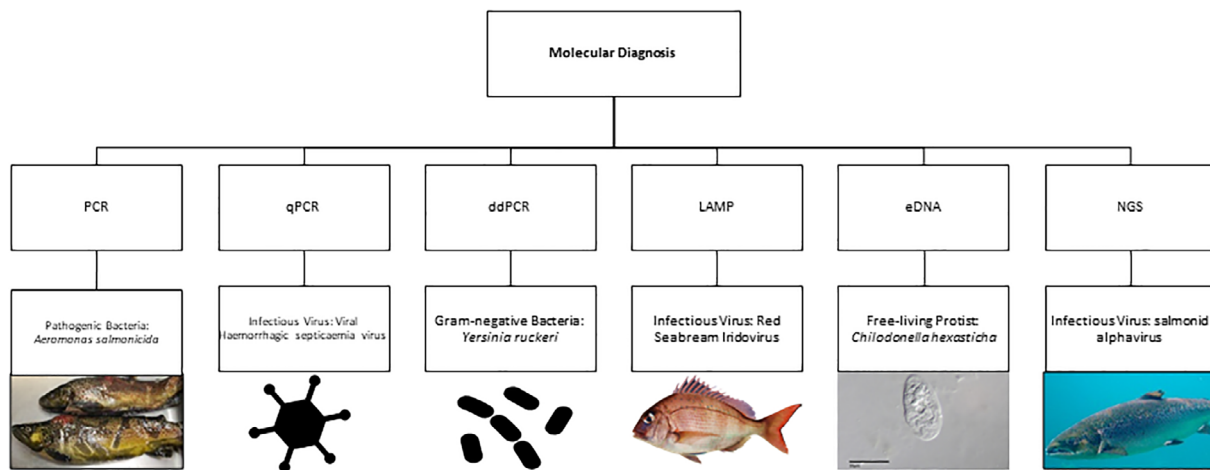 Molecular Diagnosis
PCR
qPCR
ddPCR
LAMP
eDNA
NGS
Pathogenic Bacteria:
Aeromonas salmonicida
Infectious Virus: Viral
Haemorrhagic septicaemia virus
Gram-negative Bacteria:
Yersinia ruckeri
Infectious Virus: Red
Seabream Iridovirus
Free-living Protist:
Chilodonella hexasticha
Infectious Virus: salmonid
alphavirus